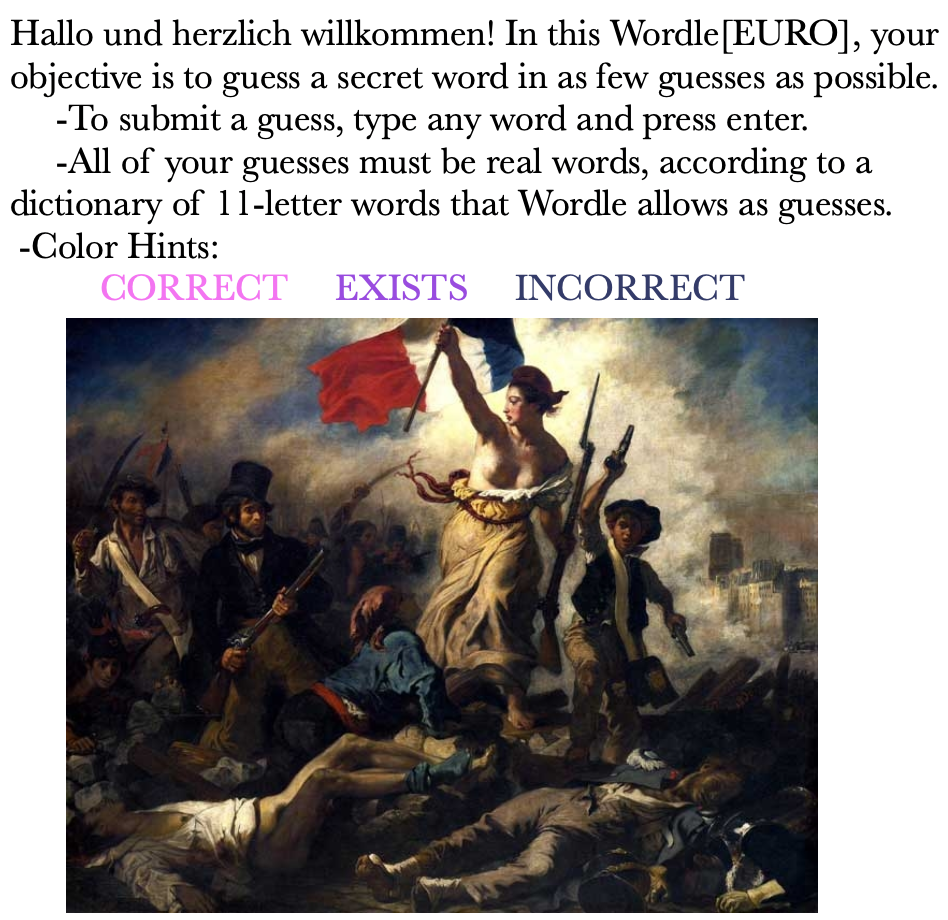 Hallo und herzlich willkommen! In this Wordle[EURO], your
objective is to guess a secret word in as few guesses as possible.
-To submit a guess, type any word and press enter.
-All of your guesses must be real words, according to a
dictionary of 11-letter words that Wordle allows as guesses.
-Color Hints:
CORRECT EXISTS INCORRECT